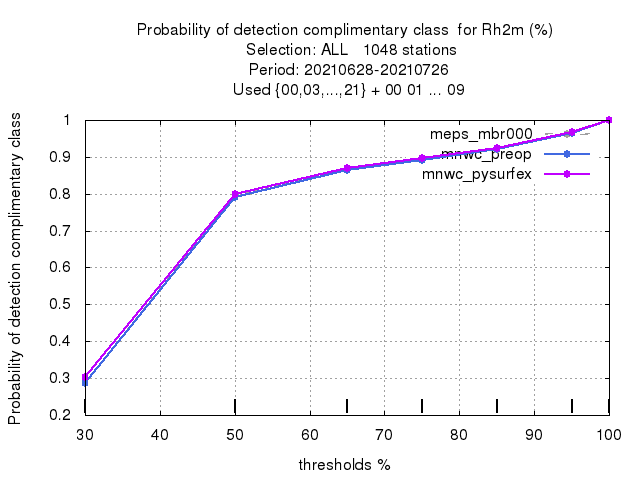 Probability of detection complimentary class  for Rh2m (%)
Selection: ALL   1048 stations
Period: 20210628-20210726
Used {00,03,...,21} + 00 01 ... 09
Probability of detection complimentary class
1
0.9
0.8
0.7
0.6
0.5
0.4
0.3
0.2
meps_mbr000
mnwc_preop
mnwc_pysurfex
30 40 50 60 70 80 90 100
thresholds %